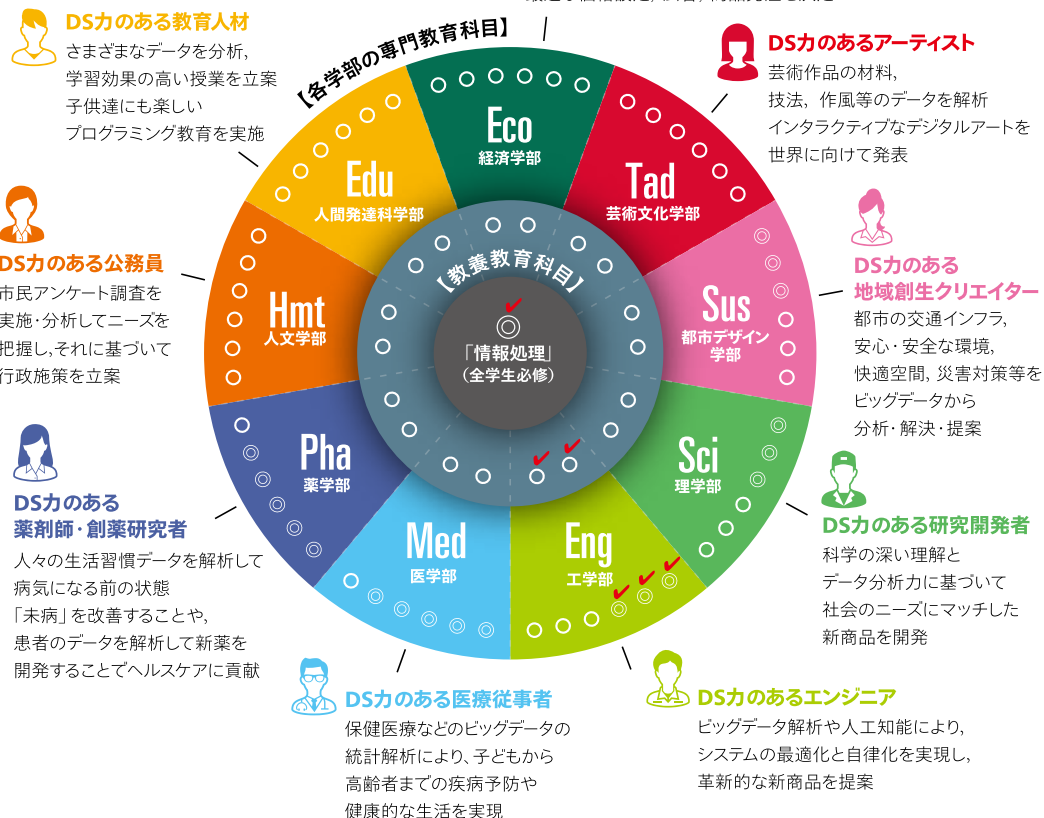 DS力のある教育人材
さまざまなデータを分析,
学習効果の高い授業を立案
子供達にも楽しい
プログラミング教育を実施
【各学部の専門教育科目】
DS力のあるアーティスト
芸術作品の材料,
技法, 作風等のデータを解析
インタラクティブなデジタルアートを
世界に向けて発表
Eco
経済学部
Edu
人間発達科学部
Tad
芸術文化学部
DS力のある公務員
市民アンケート調査を
実施・分析してニーズを
把握し,それに基づいて
行政施策を立案
Hmt
人文学部
【教養教育科目】
「情報処理」
(全学生必修)
Sus
都市デザイン
学部
DS力のある
地域創生クリエイター
都市の交通インフラ,
安心・安全な環境,
快適空間, 災害対策等を
ビッグデータから
分析・解決・提案
Pha
薬学部
Sci
理学部
DS力のある
薬剤師・創薬研究者
人々の生活習慣データを解析して
病気になる前の状態
「未病」を改善することや,
患者のデータを解析して新薬を
開発することでヘルスケアに貢献
Med
医学部
Eng
工学部
DS力のある研究開発者
科学の深い理解と
データ分析力に基づいて
社会のニーズにマッチした
新商品を開発
DS力のある医療従事者
保健医療などのビッグデータの
統計解析により、子どもから
高齢者までの疾病予防や
健康的な生活を実現
DS力のあるエンジニア
ビッグデータ解析や人工知能により,
システムの最適化と自律化を実現し,
革新的な新商品を提案